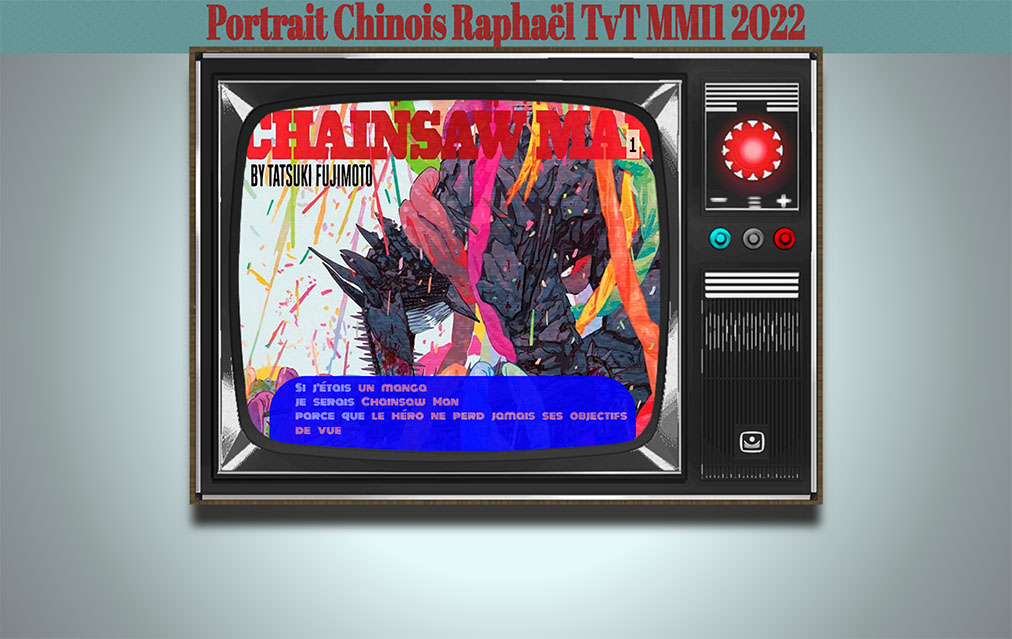 Portrait Chinois Raphaël TvT MMI1 2022
CHAINSAW MA
1
BY TATSUKI FUJIMOTO
Si j'étais un manga
je serais Chainsaw Man
parce que le héro ne perd jamais ses objectifs
de vue